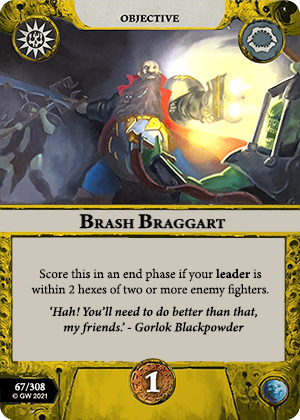 OBJECTIVE
BRASH BRAGGART
Score this in an end phase if your leader is
within 2 hexes of two or more enemy fighters.
‘Hah! You’ll need to do better than that,
my friends.’ - Gorlok Blackpowder
67/308
© GW 2021
1